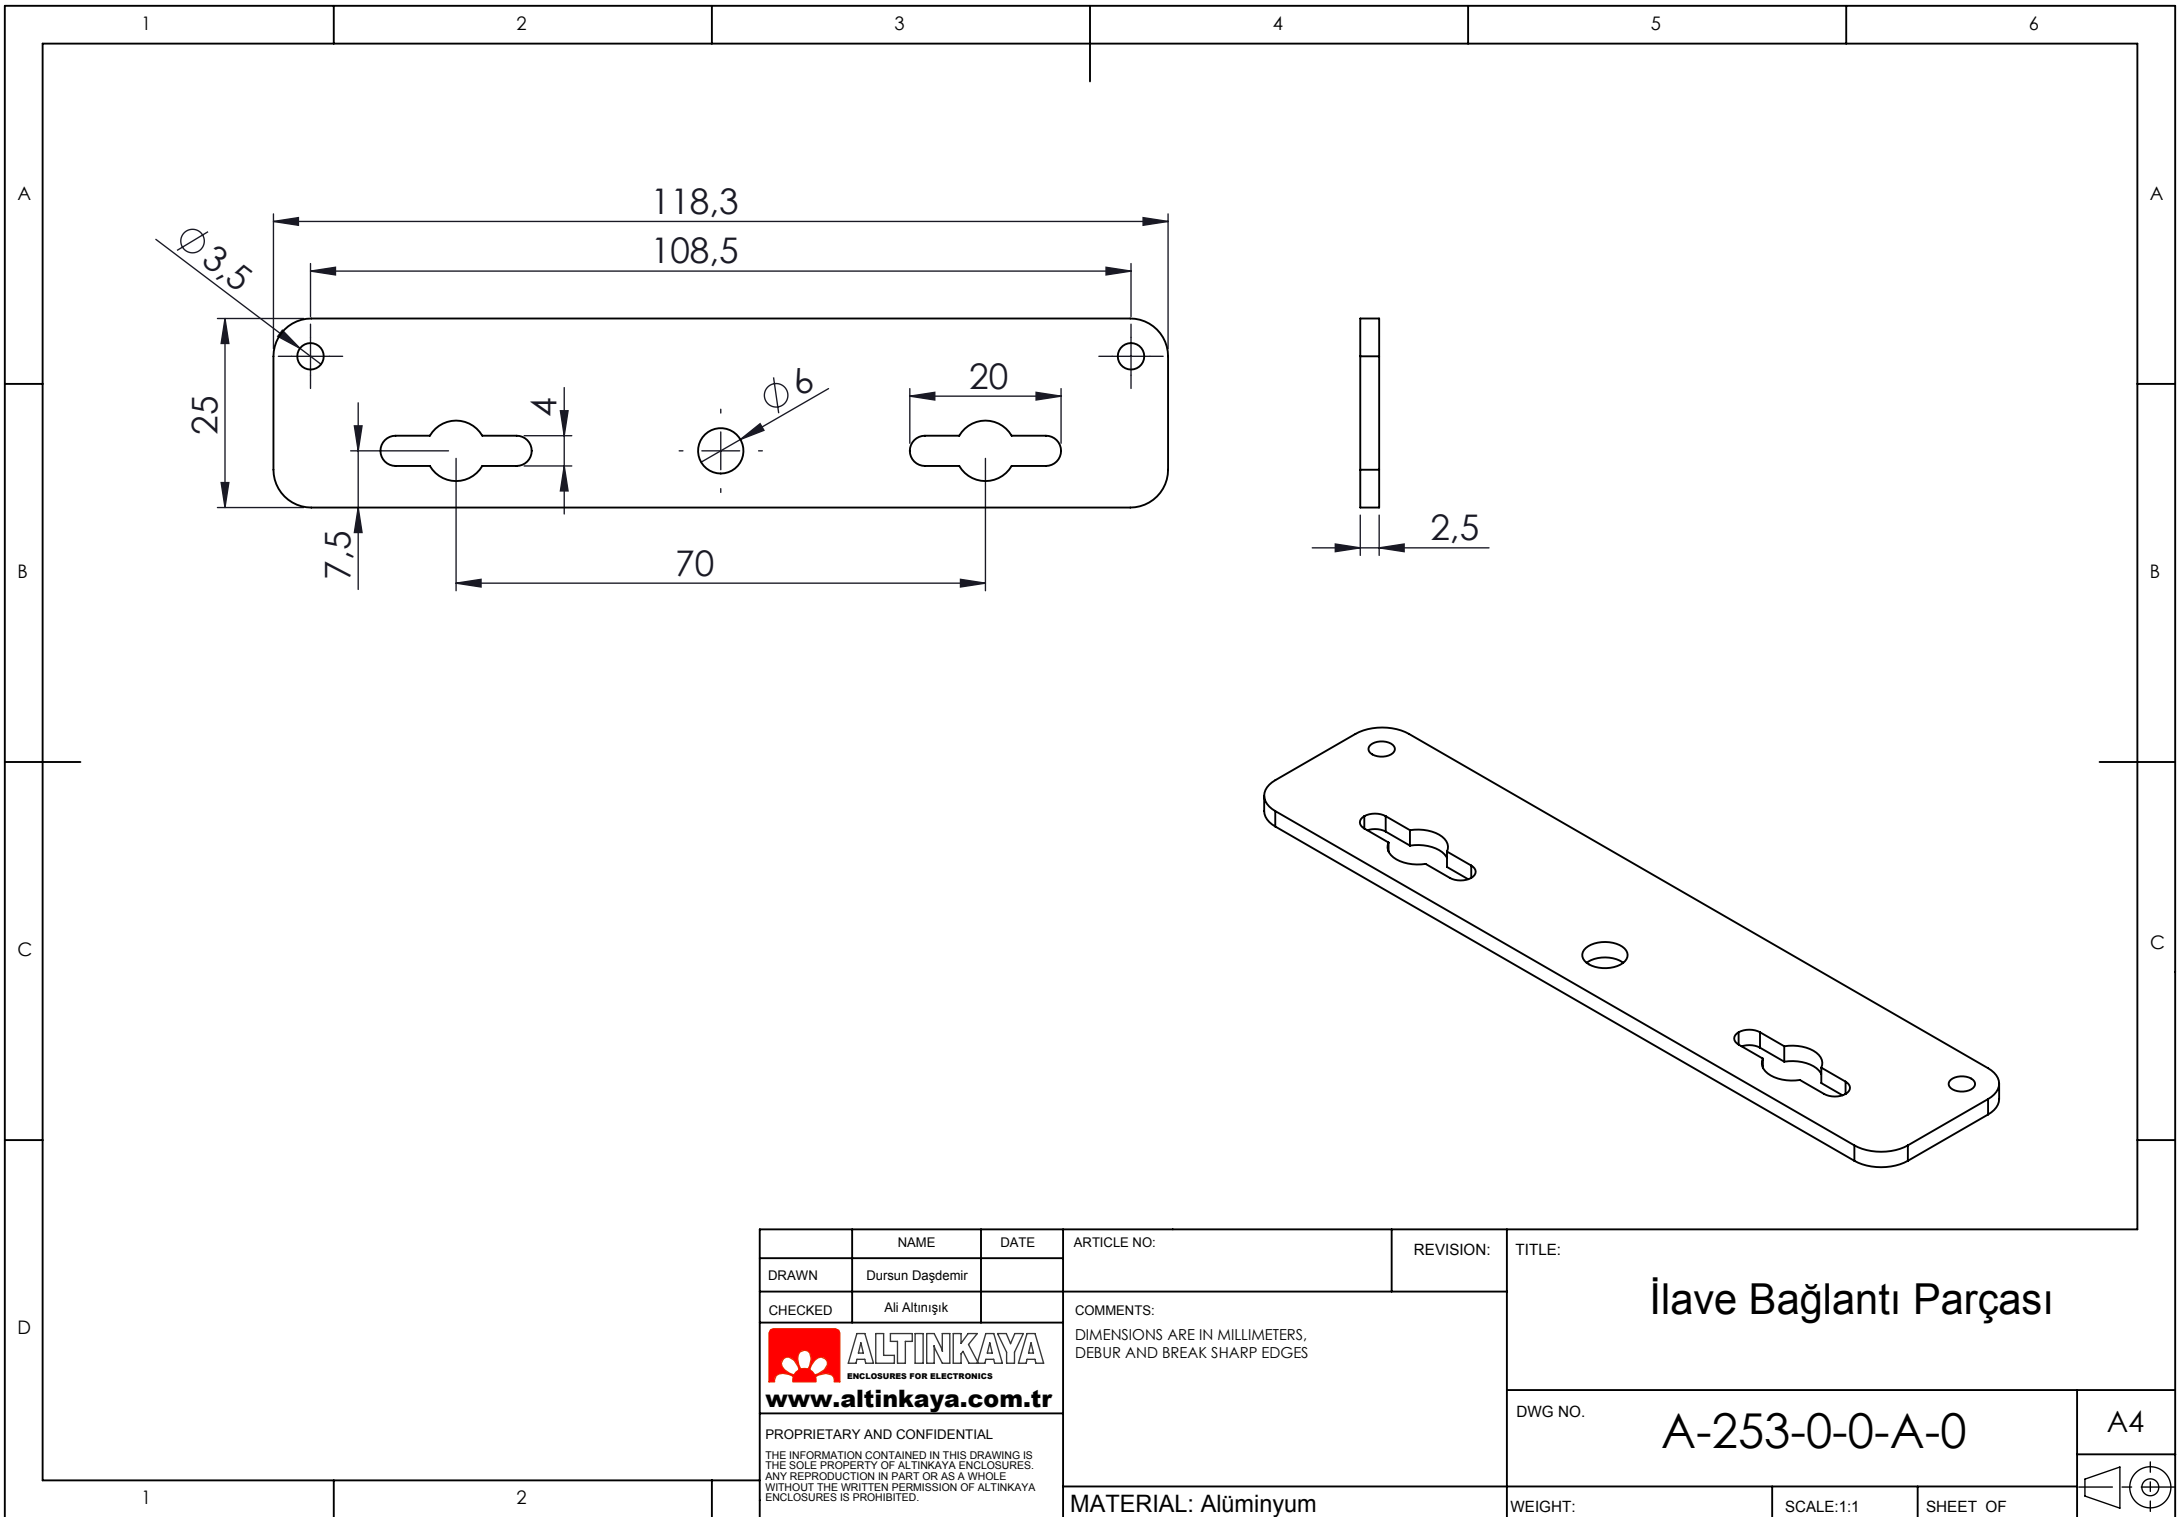 1 2 3 4 5 6
A A
118,3
108,5
Ø3,5
25
4
Ø6
20
7,5
70
2,5
B B
C C
D
NAME DATE
DRAWN Dursun Daşdemir
CHECKED Ali Altınışık
ALTINKAYA
ENCLOSURES FOR ELECTRONICS
www.altinkaya.com.tr
PROPRIETARY AND CONFIDENTIAL
THE INFORMATION CONTAINED IN THIS DRAWING IS
THE SOLE PROPERTY OF ALTINKAYA ENCLOSURES.
ANY REPRODUCTION IN PART OR AS A WHOLE
WITHOUT THE WRITTEN PERMISSION OF ALTINKAYA
ENCLOSURES IS PROHIBITED.
ARTICLE NO:
REVISION:
COMMENTS:
DIMENSIONS ARE IN MILLIMETERS,
DEBUR AND BREAK SHARP EDGES
MATERIAL: Alüminyum
TITLE:
İlave Bağlantı Parçası
DWG NO.
A-253-0-0-A-0
A4
WEIGHT:
SCALE:1:1
SHEET OF
1 2